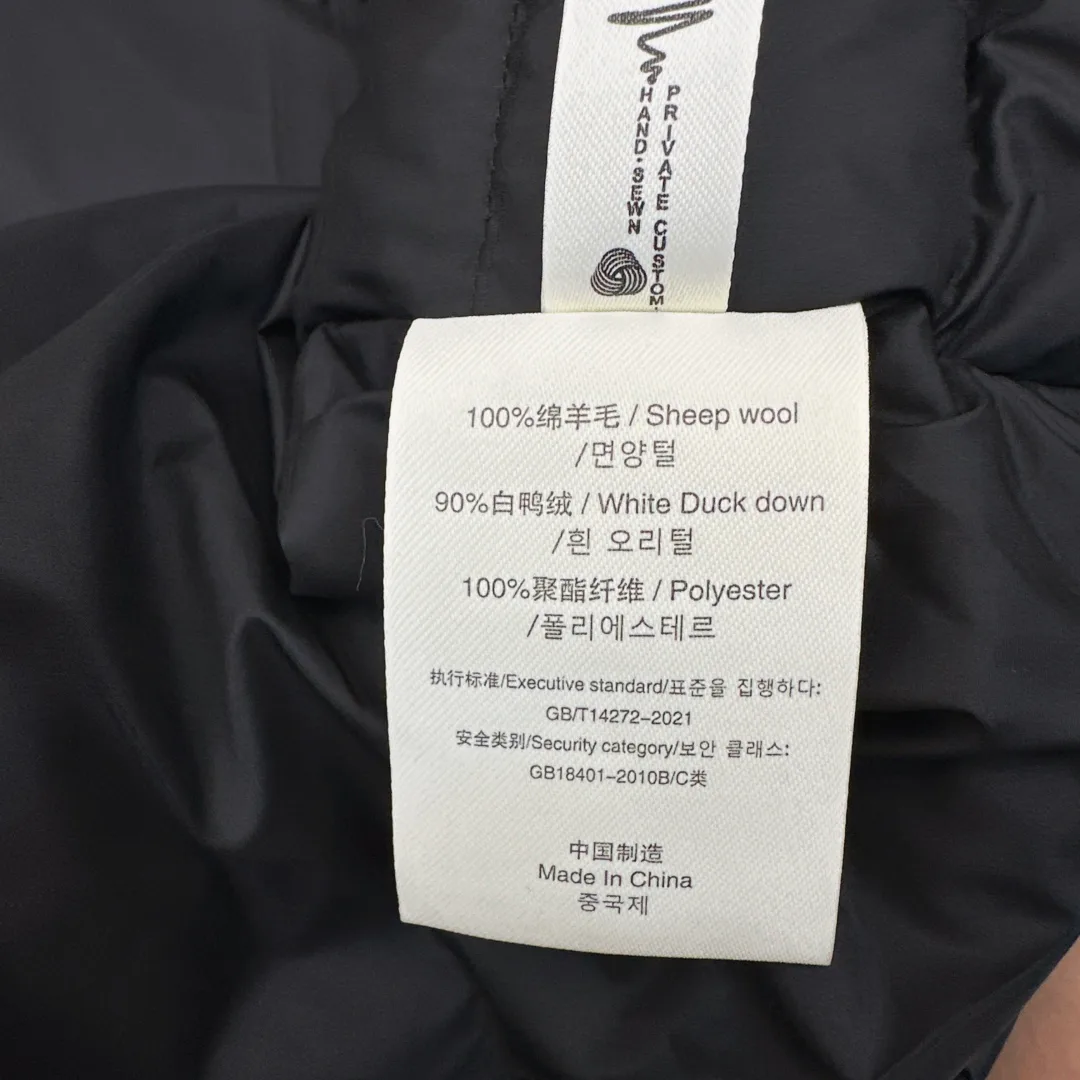 HAND·SEWN
PRIVATE CUSTOM.
100%绵羊毛 / Sheep wool
/면양털
90%白鸭绒 / White Duck down
/흰 오리털
100%聚酯纤维 / Polyester
/폴리에스테르
执行标准/Executive standard/표준을 집행하다:
GB/T14272-2021
安全类别/Security category/보안 클래스:
GB18401-2010B/C类
中国制造
Made In China
중국제